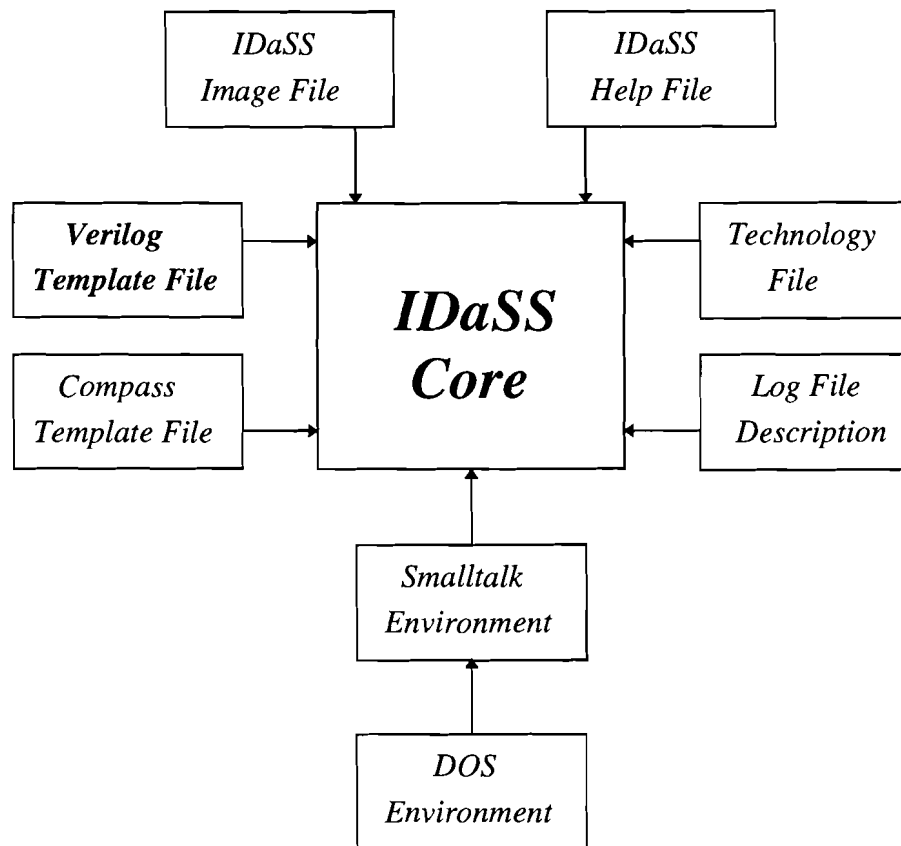 IDaSS
Image File
IDaSS
Help File
Verilog
Template File
IDaSS
Core
Technology
File
Compass
Template File
Log File
Description
Smalltalk
Environment
DOS
Environment